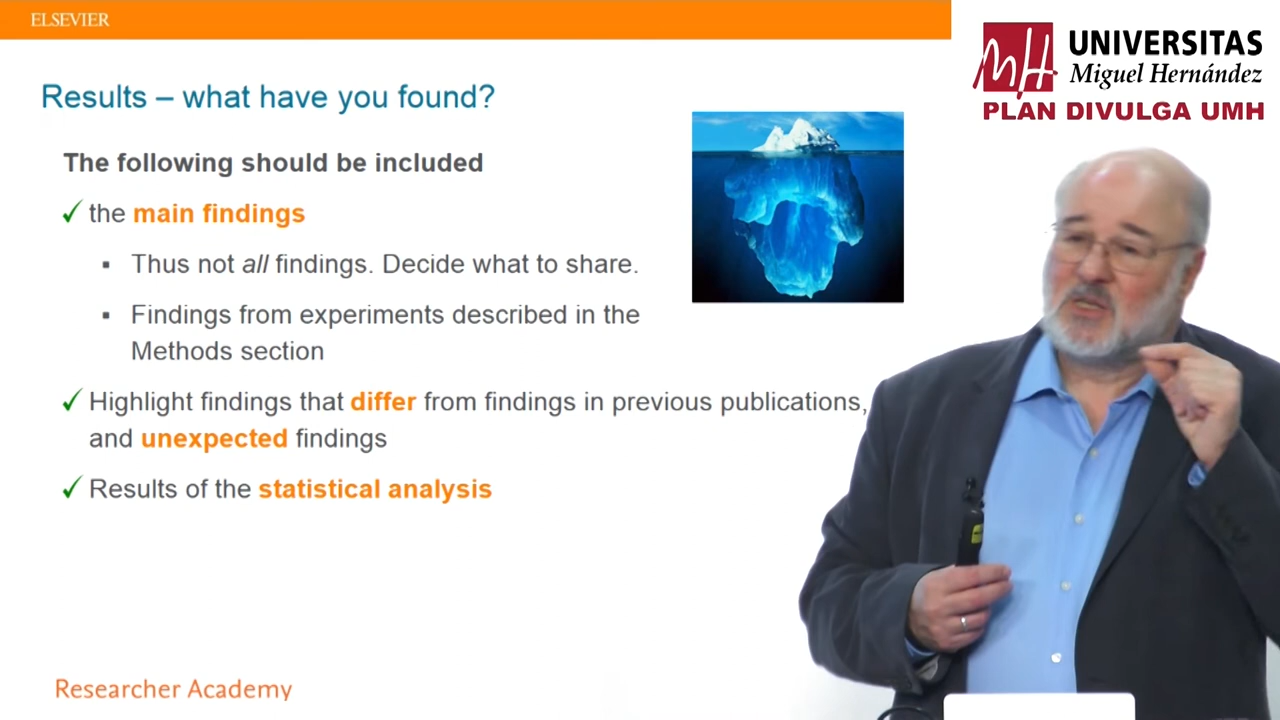 ELSEVIER
UNIVERSITAS
Miguel Hernández
PLAN DIVULGA UMH
Results – what have you found?
The following should be included
✓ the main findings
▪ Thus not all findings. Decide what to share.
▪ Findings from experiments described in the
Methods section
✓ Highlight findings that differ from findings in previous publications,
and unexpected findings
✓ Results of the statistical analysis
Researcher Academy